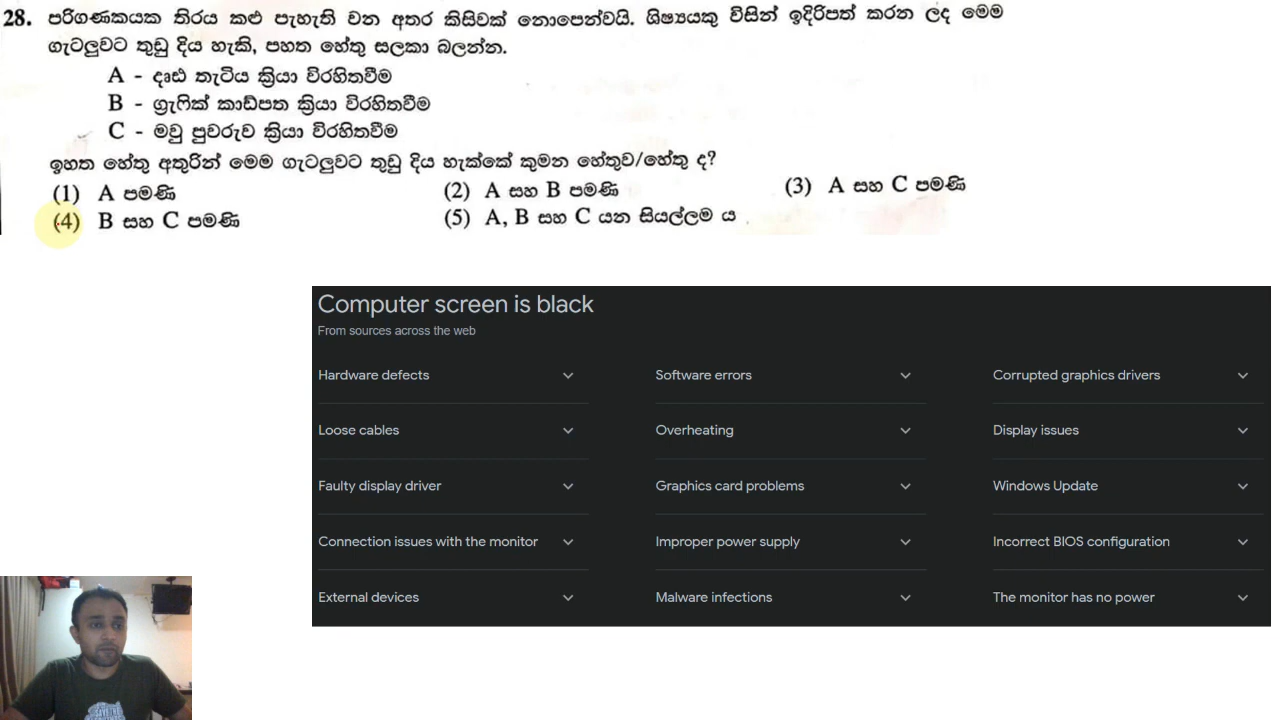 28. පරිගණකයක තිරය කළු පැහැති වන අතර කිසිවක් නොපෙන්වයි. ශිෂ්‍යයකු විසින් ඉදිරිපත් කරන ලද මෙම
ගැටලුවට තුඩු දිය හැකි, පහත හේතු සලකා බලන්න.
A - දෘඪ තැටිය ක්‍රියා විරහිතවීම
B - ග්‍රැෆික් කාඩ්පත ක්‍රියා විරහිතවීම
C - මවු පුවරුව ක්‍රියා විරහිතවීම
ඉහත හේතු අතුරින් මෙම ගැටලුවට තුඩු දිය හැක්කේ කුමන හේතුව/හේතු ද?
(1) A පමණි (2) A සහ B පමණි (3) A සහ C පමණි
(4) B සහ C පමණි (5) A, B සහ C යන සියල්ලම ය
Computer screen is black
From sources across the web
Hardware defects Software errors Corrupted graphics drivers
Loose cables Overheating Display issues
Faulty display driver Graphics card problems Windows Update
Connection issues with the monitor Improper power supply Incorrect BIOS configuration
External devices Malware infections The monitor has no power